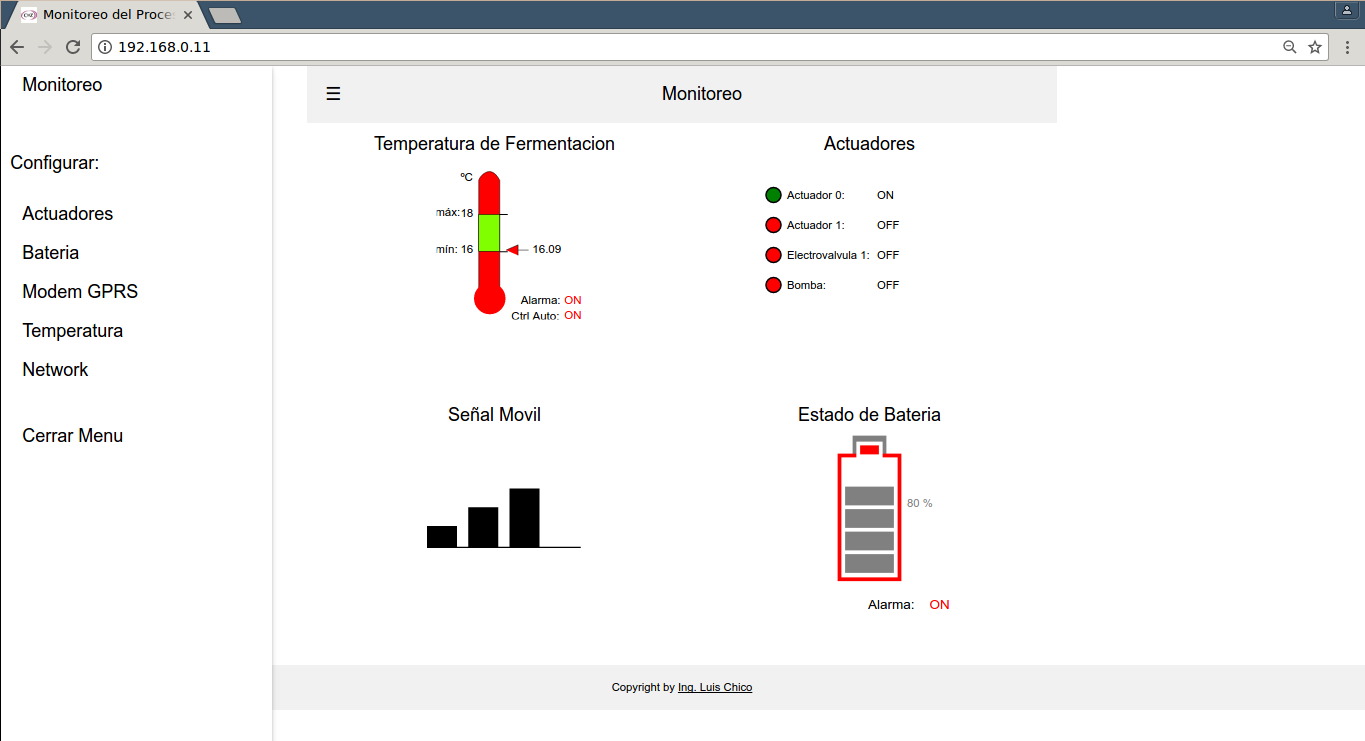 Monitoreo del Proces
192.168.0.11
Monitoreo
Configurar:
Actuadores
Bateria
Modem GPRS
Temperatura
Network
Cerrar Menu
☰ Monitoreo
Temperatura de Fermentacion
ºC
máx:18
mín: 16
16.09
Alarma: ON
Ctrl Auto: ON
Actuadores
Actuador 0: ON
Actuador 1: OFF
Electrovalvula 1: OFF
Bomba: OFF
Señal Movil
Estado de Bateria
80 %
Alarma: ON
Copyright by Ing. Luis Chico